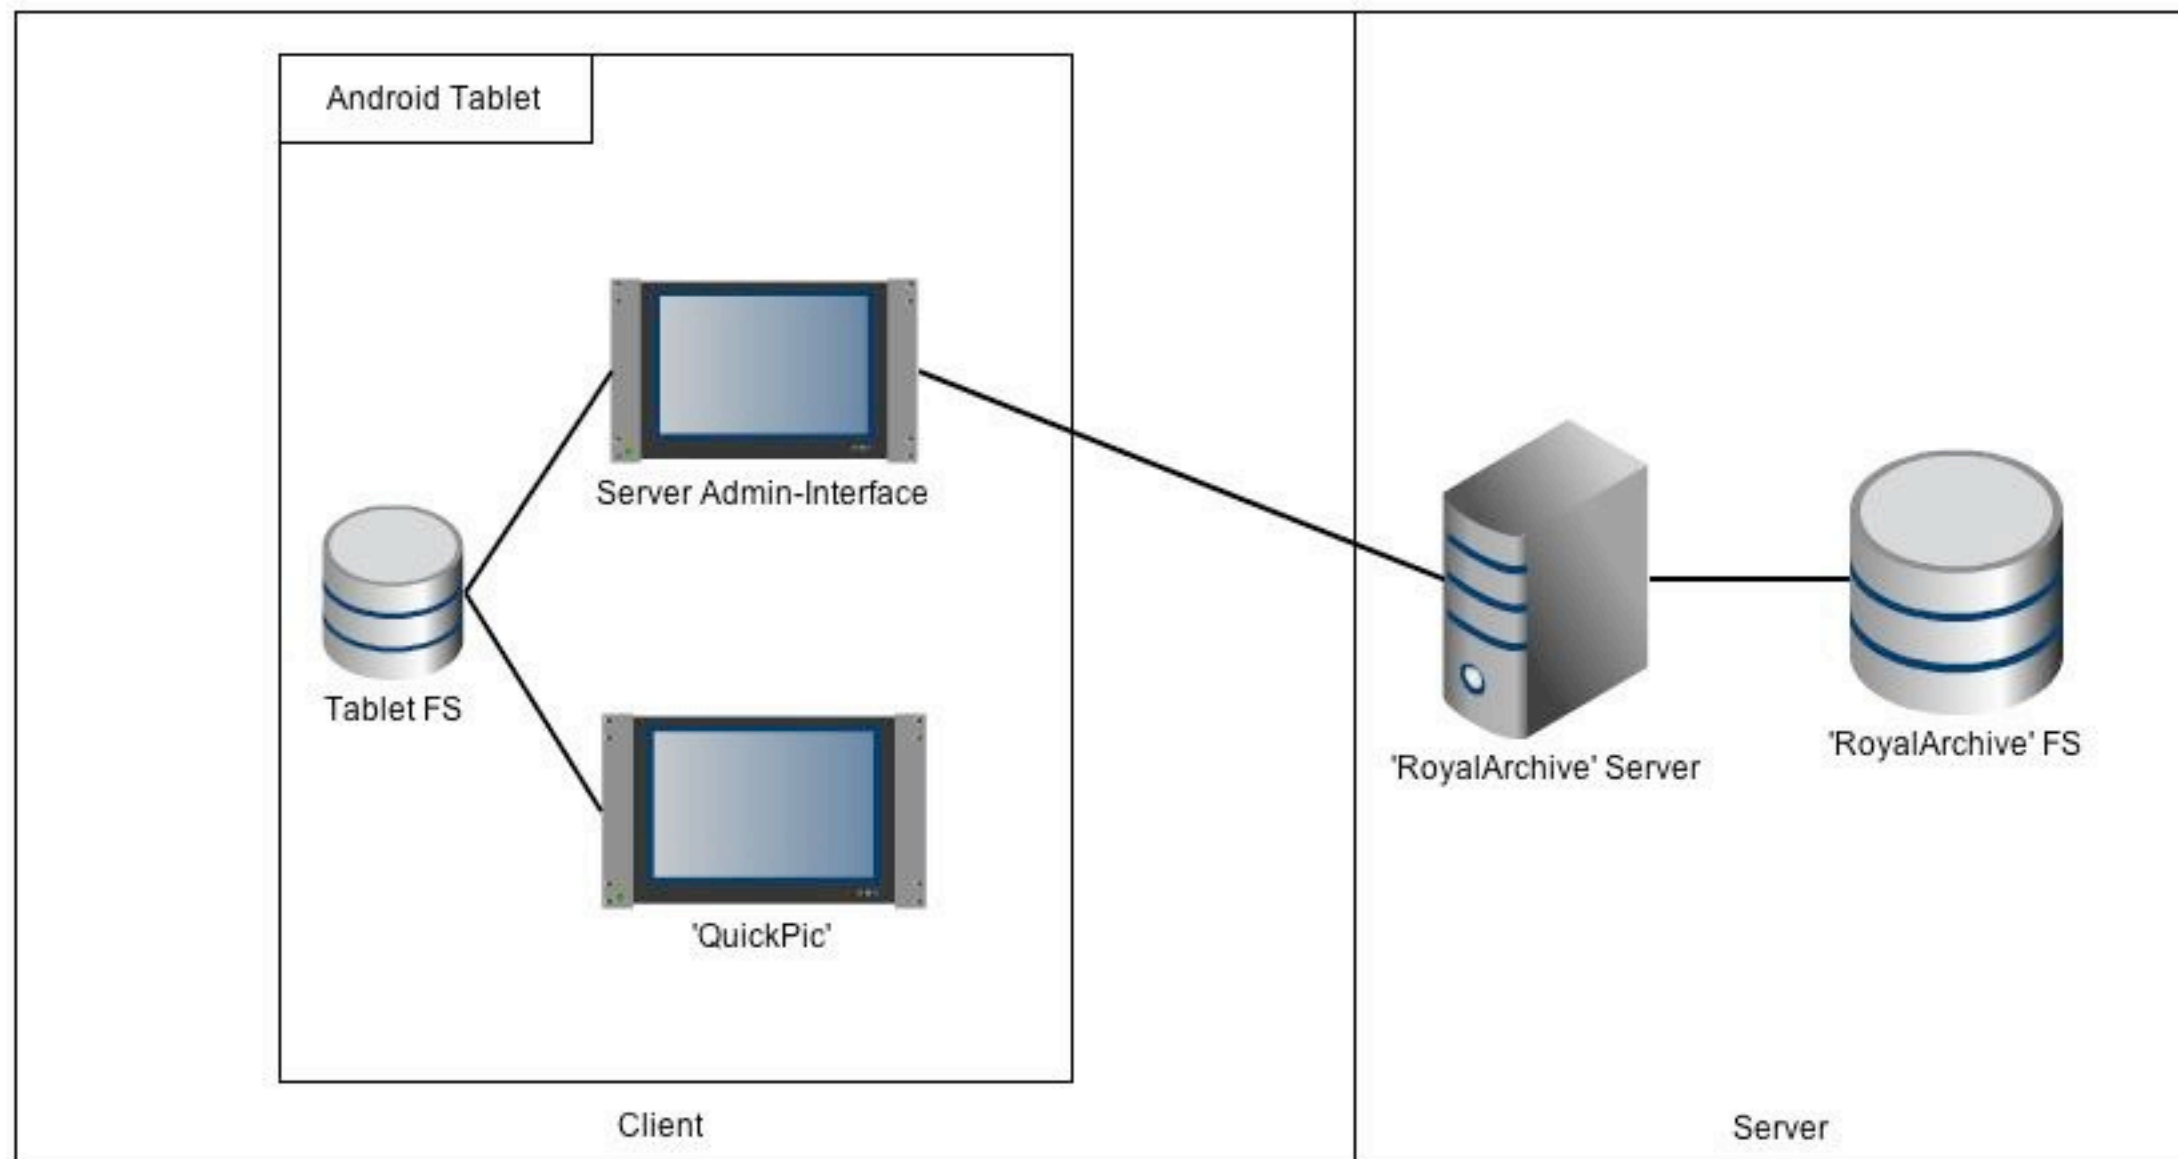 Android Tablet
Server Admin-Interface
Tablet FS
'QuickPic'
'RoyalArchive' Server
'RoyalArchive' FS
Client
Server